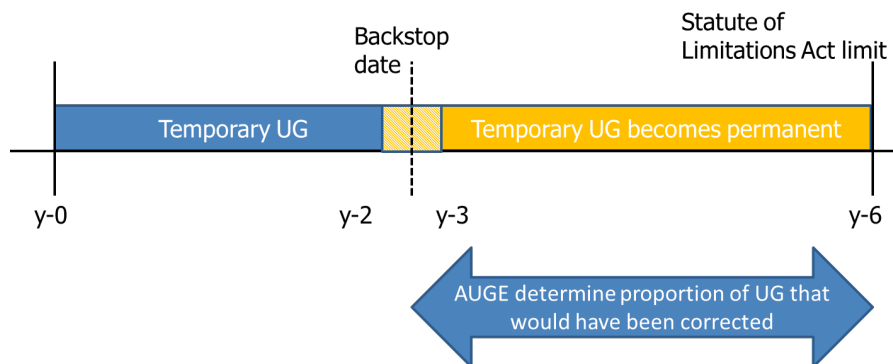 Backstop
date
Statute of
Limitations Act limit
Temporary UG
Temporary UG becomes permanent
y-0
y-2
y-3
y-6
AUGE determine proportion of UG that
would have been corrected